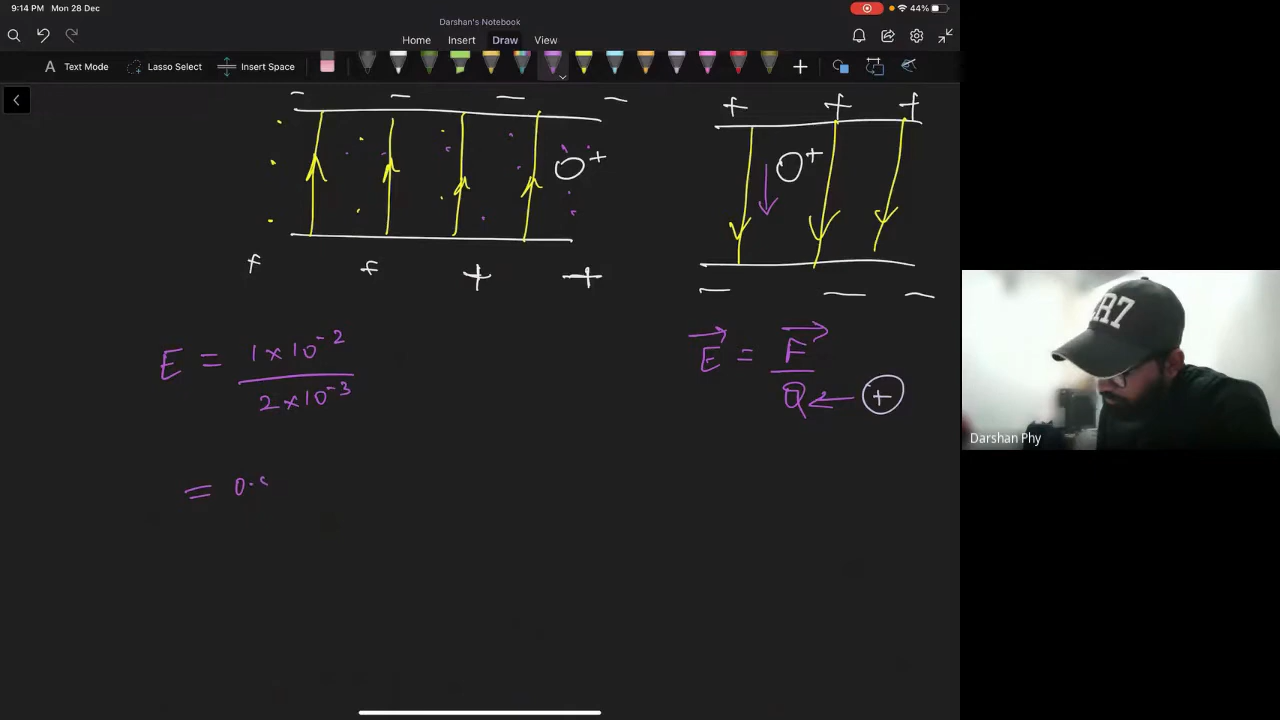 9:14 PM Mon 28 Dec
44%
Darshan's Notebook
Home Insert Draw View
Text Mode Lasso Select Insert Space
− − − −
+ + +
O+
O+
+ + + +
− − −
E = 1×10⁻² / 2×10⁻³
E = F / Q ← +
= 0.
R7
Darshan Phy